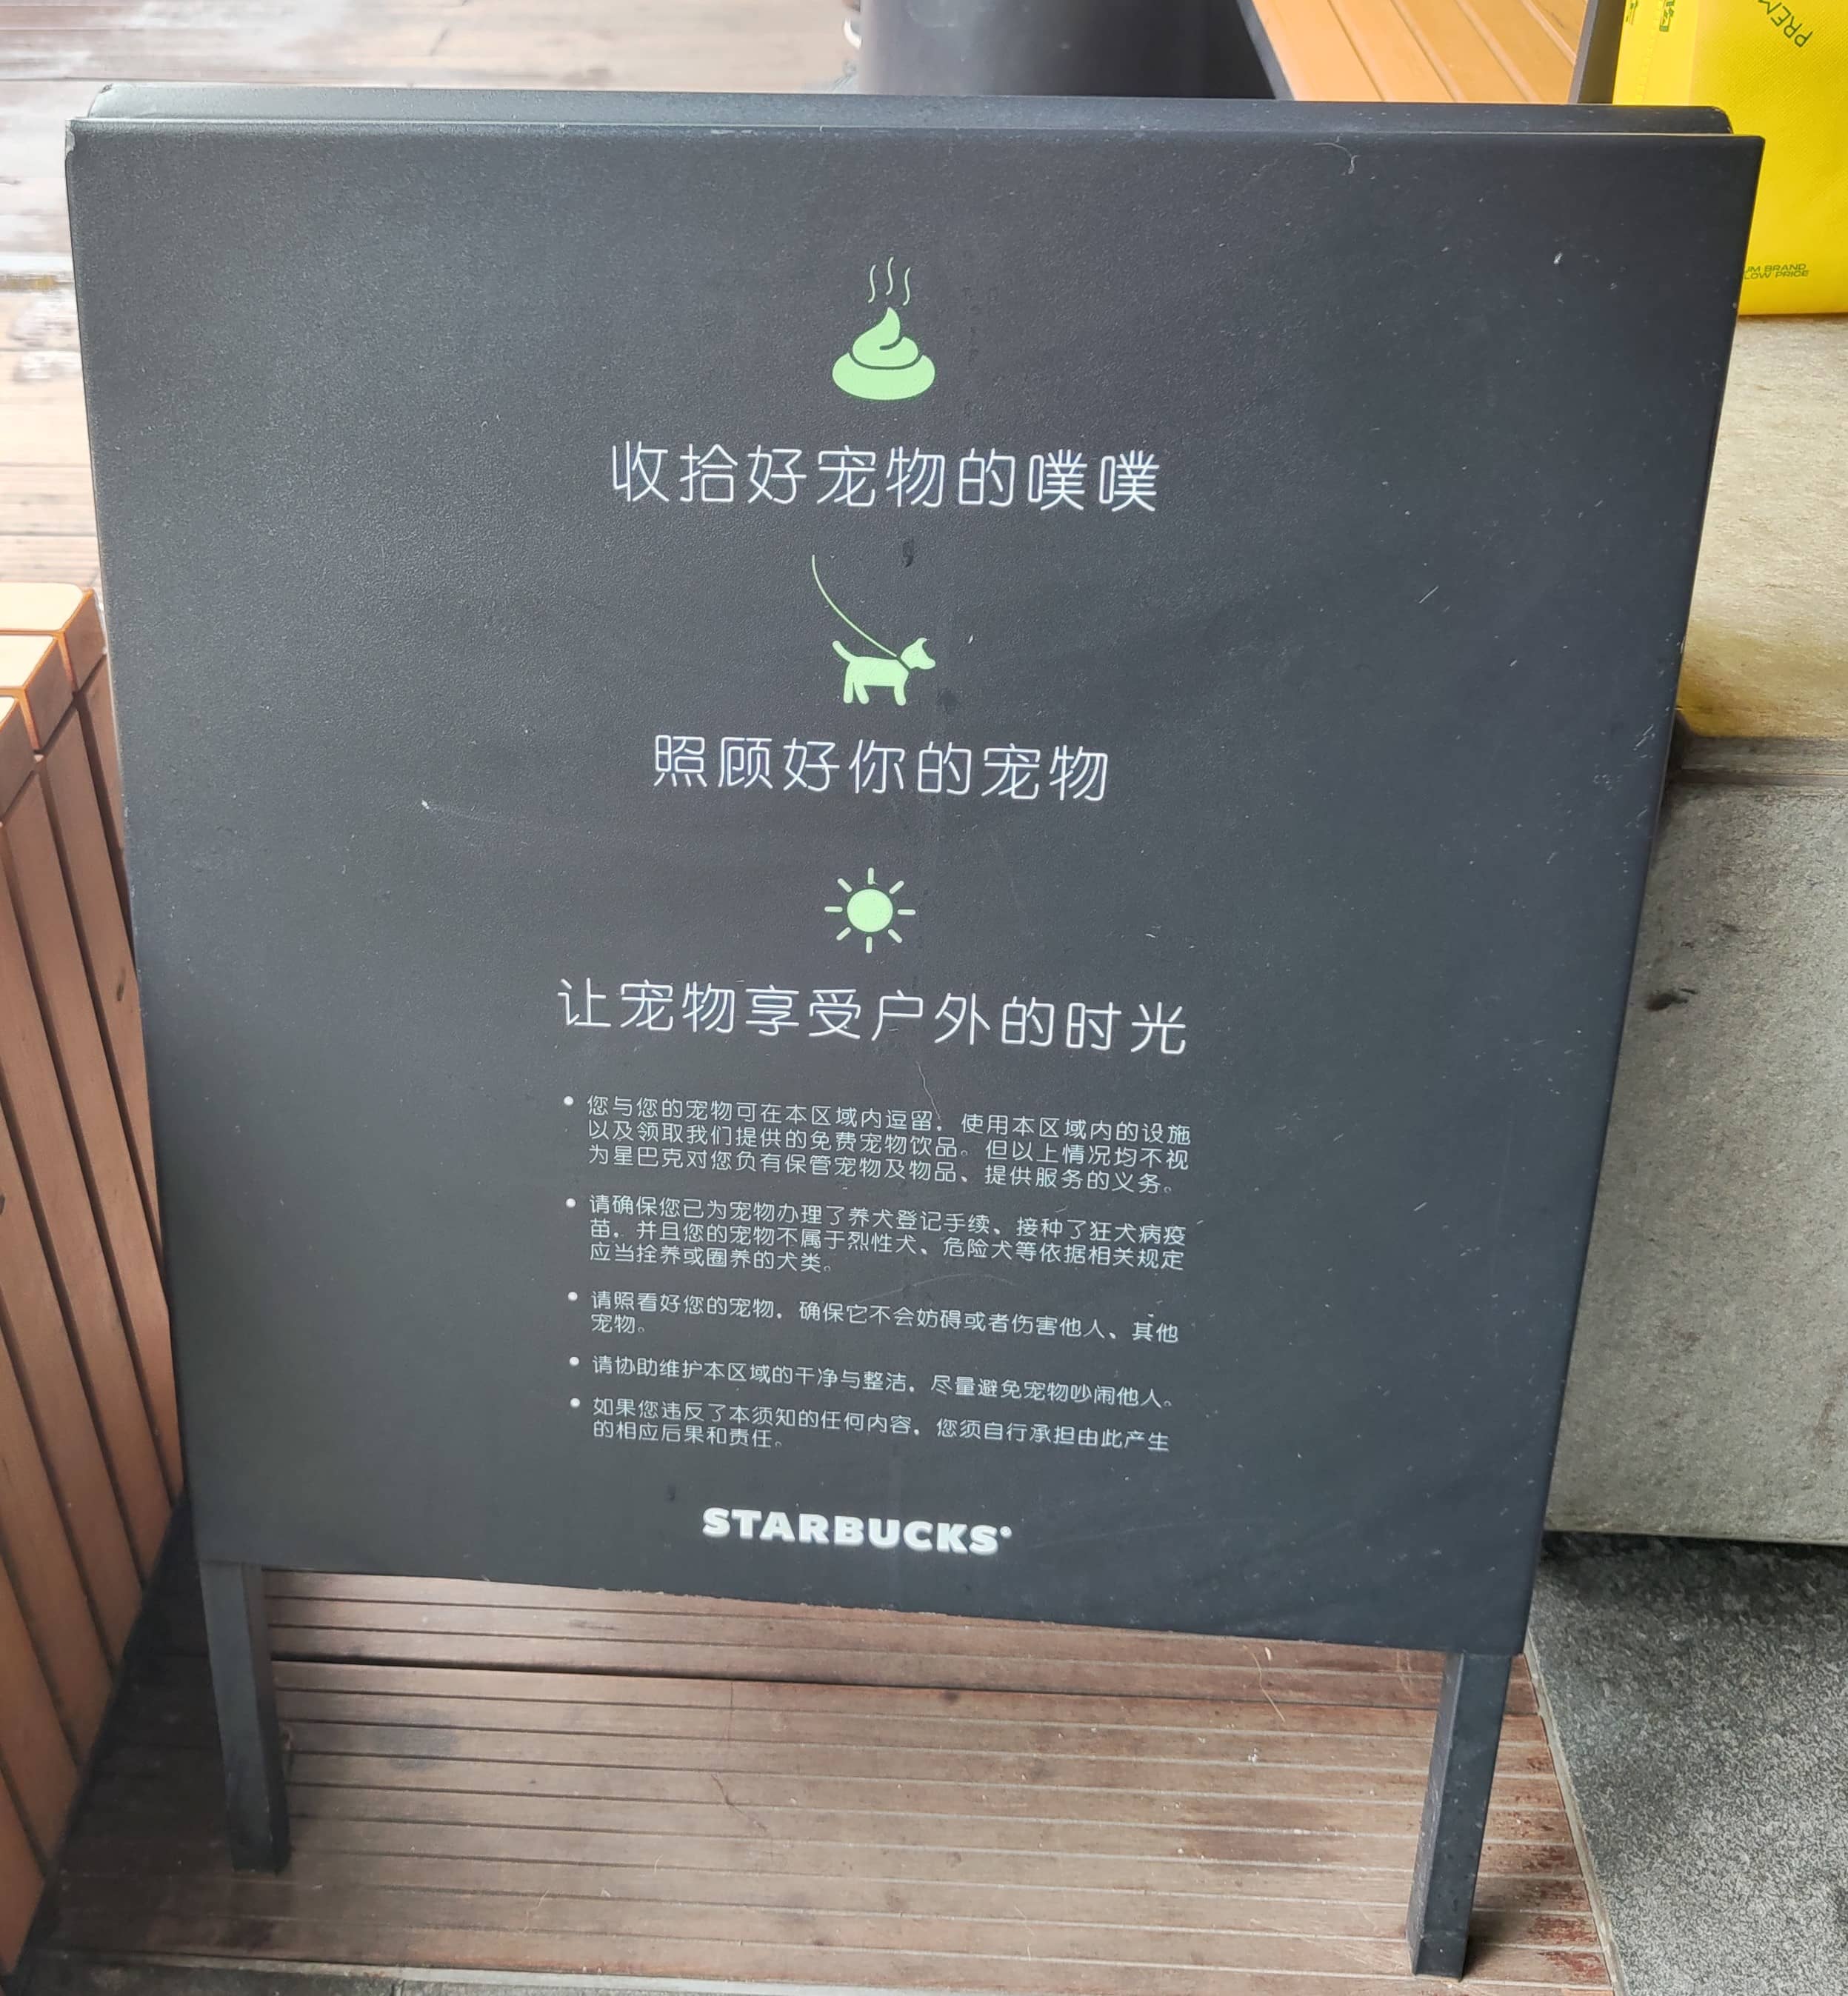 PREM
UM BRAND
LOW PRICE
收拾好宠物的噗噗
照顾好你的宠物
让宠物享受户外的时光
• 您与您的宠物可在本区域内逗留，使用本区域内的设施
以及领取我们提供的免费宠物饮品。但以上情况均不视
为星巴克对您负有保管宠物及物品、提供服务的义务。
• 请确保您已为宠物办理了养犬登记手续、接种了狂犬病疫
苗，并且您的宠物不属于烈性犬、危险犬等依据相关规定
应当拴养或圈养的犬类。
• 请照看好您的宠物，确保它不会妨碍或者伤害他人、其他
宠物。
• 请协助维护本区域的干净与整洁，尽量避免宠物吵闹他人。
• 如果您违反了本须知的任何内容，您须自行承担由此产生
的相应后果和责任。
STARBUCKS®